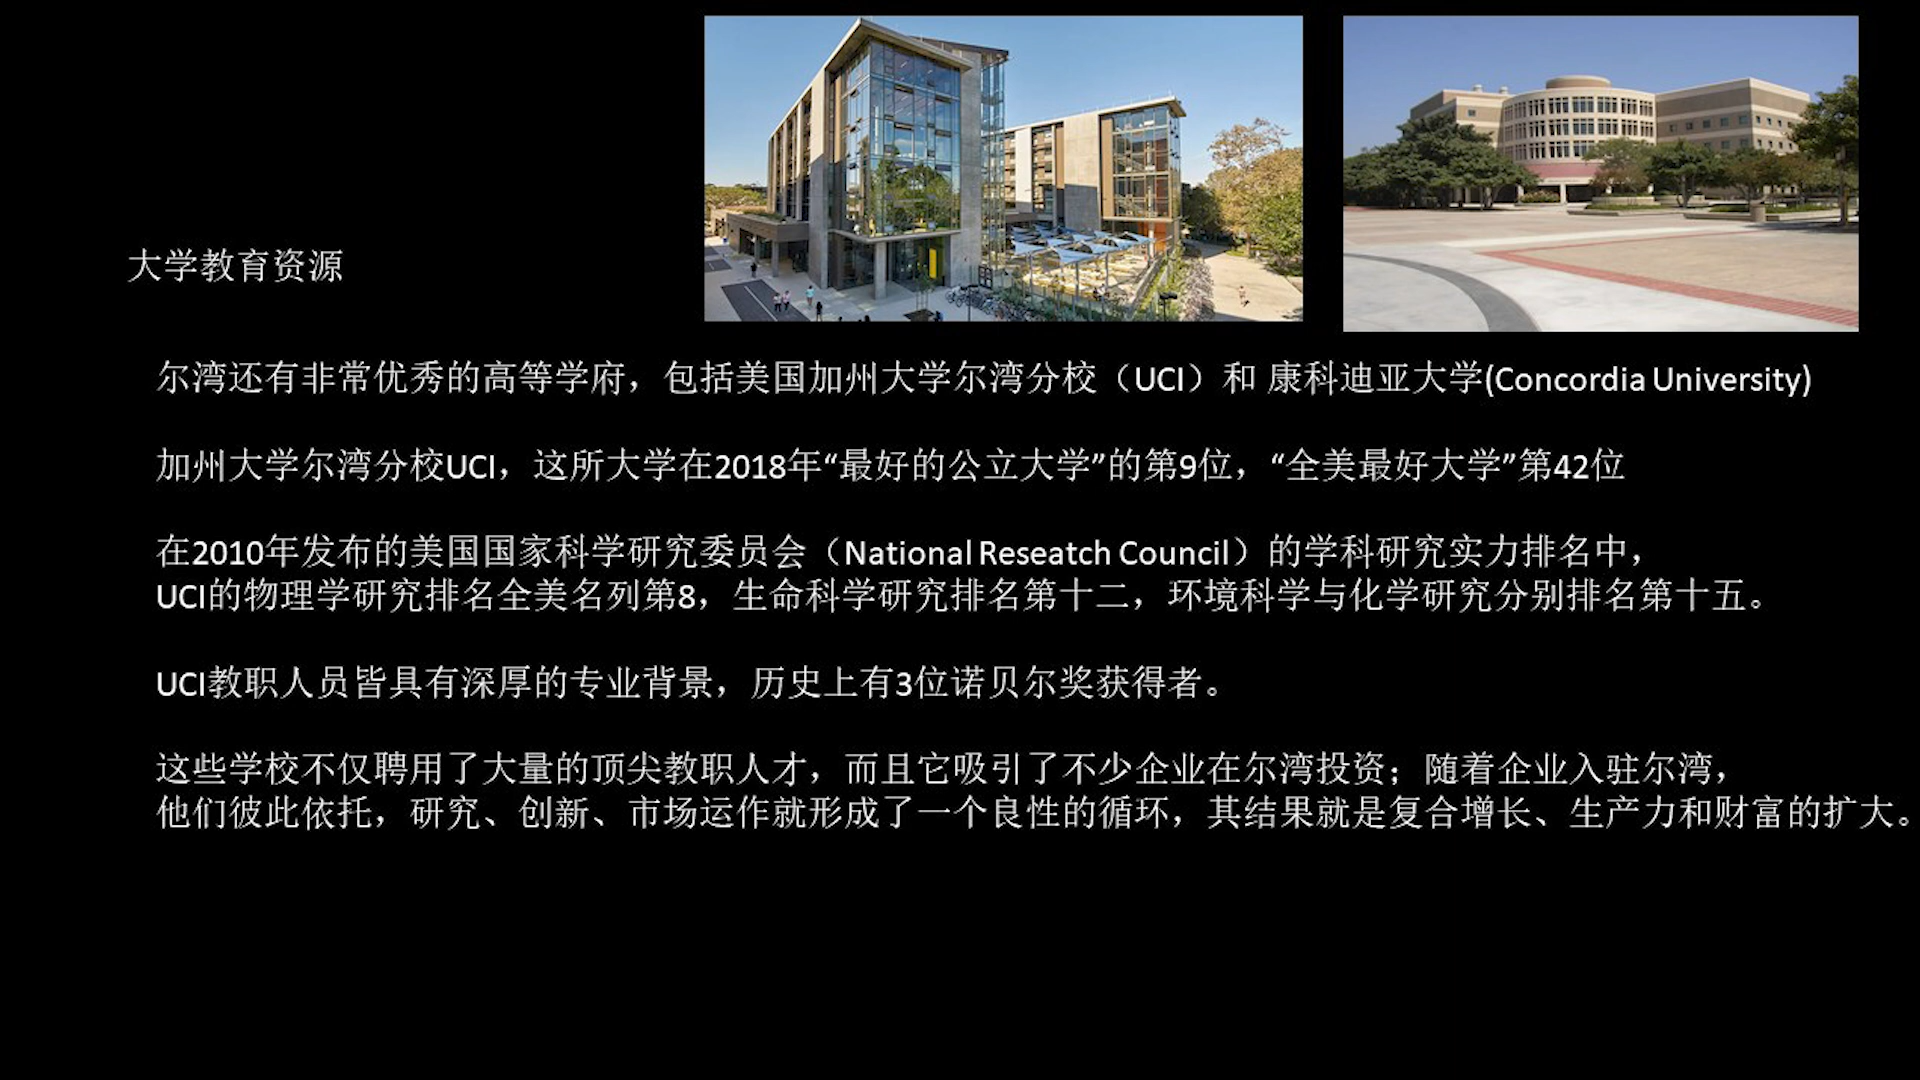 大学教育资源
尔湾还有非常优秀的高等学府，包括美国加州大学尔湾分校（UCI）和 康科迪亚大学(Concordia University)
加州大学尔湾分校UCI，这所大学在2018年“最好的公立大学”的第9位，“全美最好大学”第42位
在2010年发布的美国国家科学研究委员会（National Reseatch Council）的学科研究实力排名中，
UCI的物理学研究排名全美名列第8，生命科学研究排名第十二，环境科学与化学研究分别排名第十五。
UCI教职人员皆具有深厚的专业背景，历史上有3位诺贝尔奖获得者。
这些学校不仅聘用了大量的顶尖教职人才，而且它吸引了不少企业在尔湾投资；随着企业入驻尔湾，
他们彼此依托，研究、创新、市场运作就形成了一个良性的循环，其结果就是复合增长、生产力和财富的扩大。